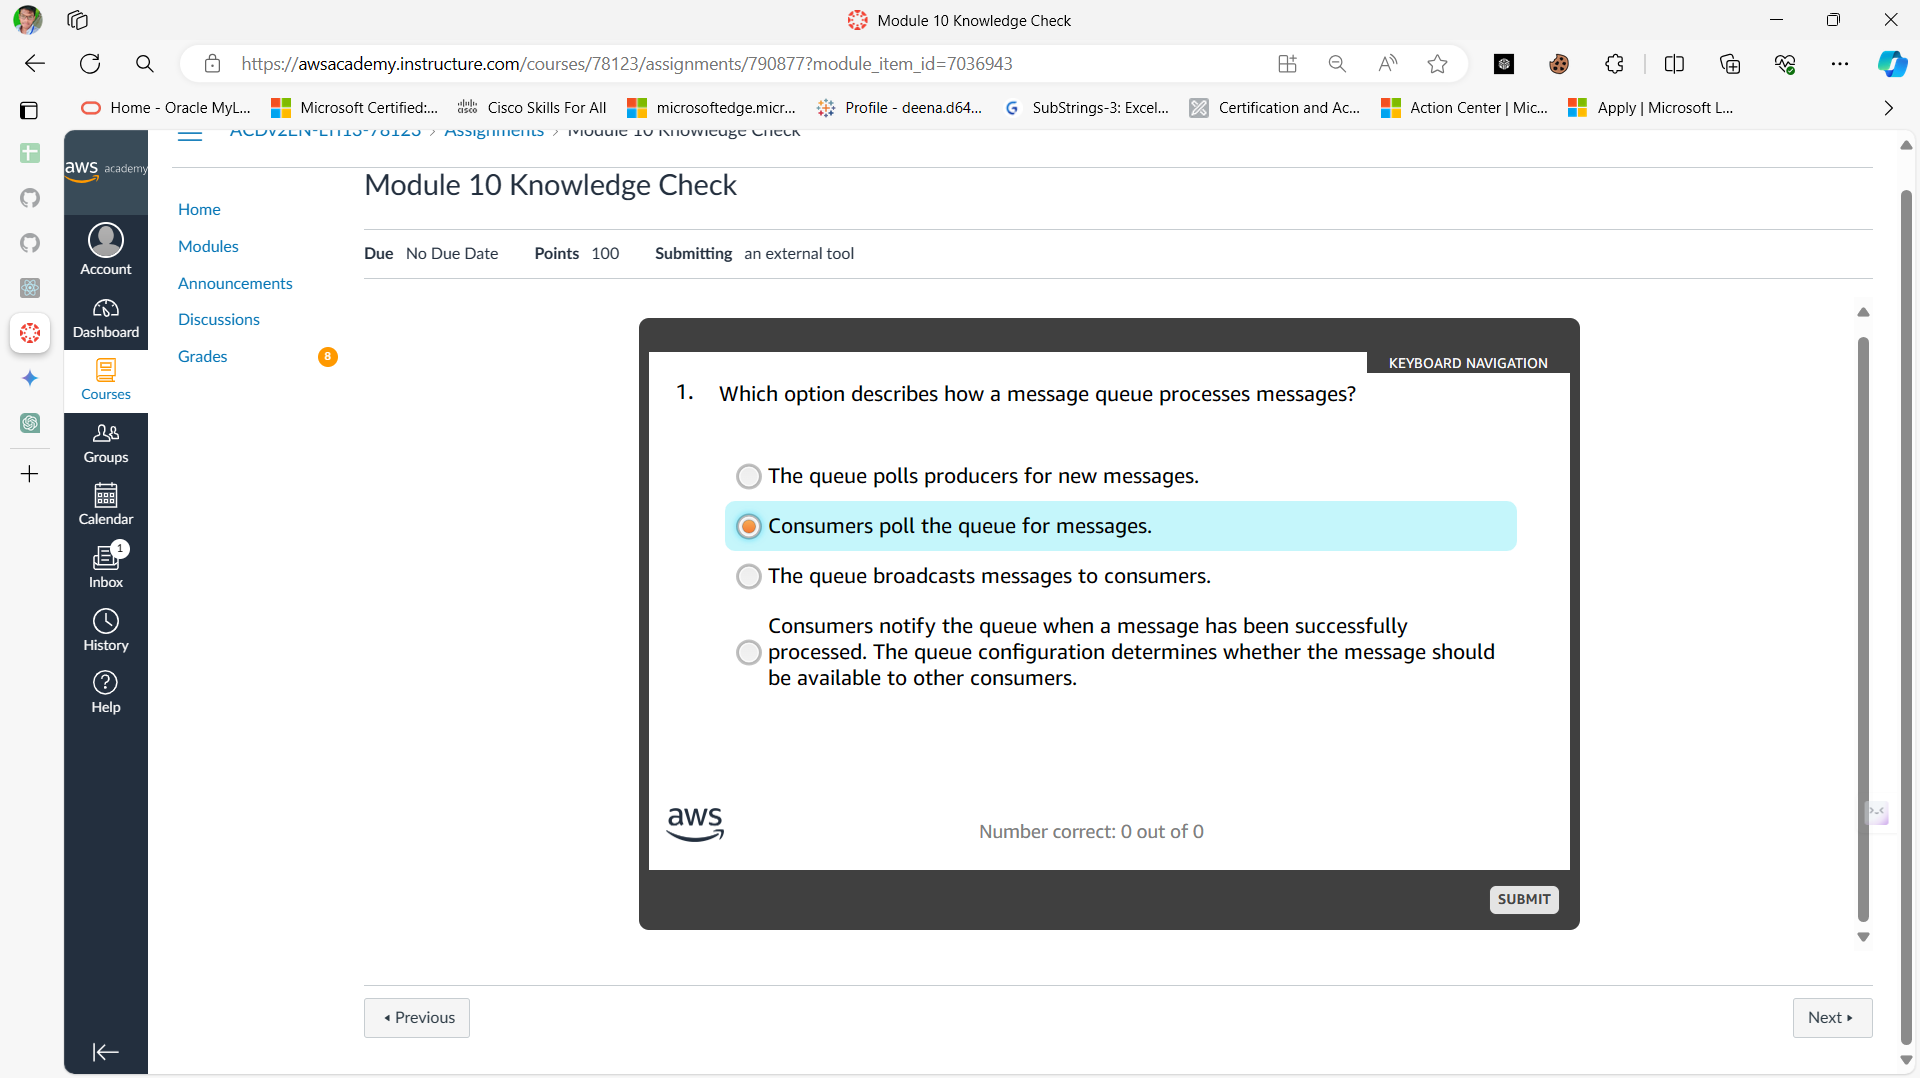 Module 10 Knowledge Check
https://awsacademy.instructure.com/courses/78123/assignments/790877?module_item_id=7036943
Home - Oracle MyL...
Microsoft Certified:...
Cisco Skills For All
microsoftedge.micr...
Profile - deena.d64...
SubStrings-3: Excel...
Certification and Ac...
Action Center | Mic...
Apply | Microsoft L...
Assignments › Module 10 Knowledge Check
aws academy
Account
Dashboard
Courses
Groups
Calendar
1
Inbox
History
Help
Home
Modules
Announcements
Discussions
Grades 8
Module 10 Knowledge Check
Due No Due Date Points 100 Submitting an external tool
KEYBOARD NAVIGATION
1. Which option describes how a message queue processes messages?
The queue polls producers for new messages.
Consumers poll the queue for messages.
The queue broadcasts messages to consumers.
Consumers notify the queue when a message has been successfully
processed. The queue configuration determines whether the message should
be available to other consumers.
aws
Number correct: 0 out of 0
SUBMIT
Previous
Next